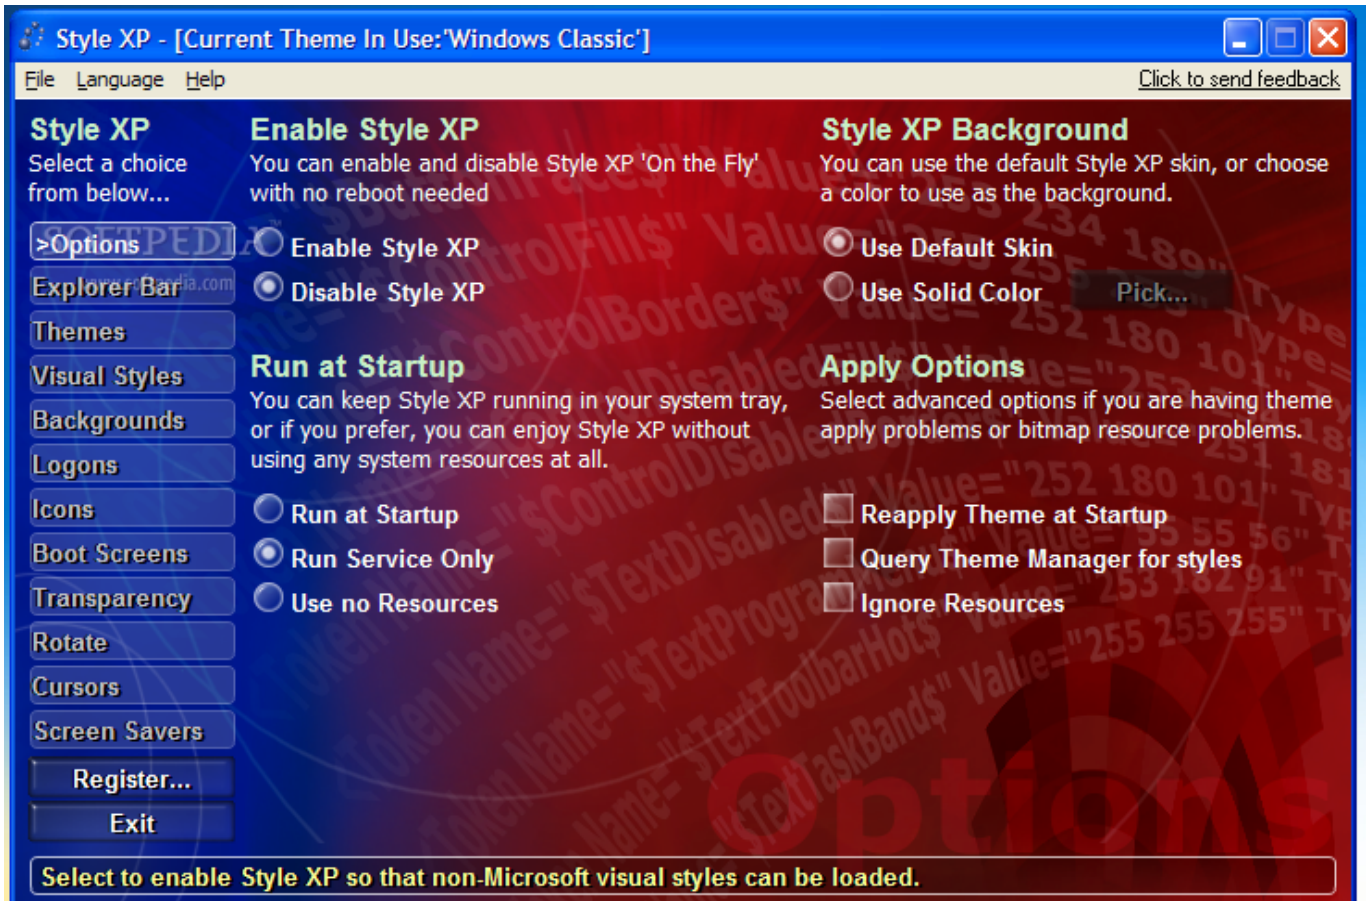 Style XP - [Current Theme In Use:'Windows Classic']
File Language Help
Click to send feedback
Style XP
Select a choice
from below...
>Options
Explorer Bar
Themes
Visual Styles
Backgrounds
Logons
Icons
Boot Screens
Transparency
Rotate
Cursors
Screen Savers
Register...
Exit
SOFTPEDIA™
www.softpedia.com
Enable Style XP
You can enable and disable Style XP 'On the Fly'
with no reboot needed
Enable Style XP
Disable Style XP
Run at Startup
You can keep Style XP running in your system tray,
or if you prefer, you can enjoy Style XP without
using any system resources at all.
Run at Startup
Run Service Only
Use no Resources
Style XP Background
You can use the default Style XP skin, or choose
a color to use as the background.
Use Default Skin
Use Solid Color
Pick...
Apply Options
Select advanced options if you are having theme
apply problems or bitmap resource problems.
Reapply Theme at Startup
Query Theme Manager for styles
Ignore Resources
Options
Select to enable Style XP so that non-Microsoft visual styles can be loaded.